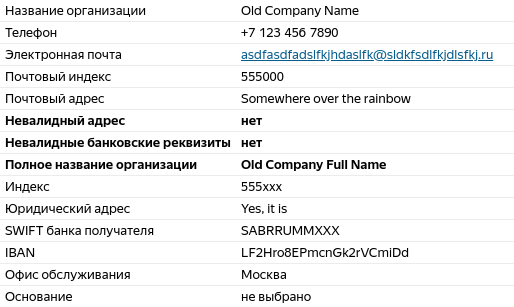 Название организации Old Company Name
Телефон +7 123 456 7890
Электронная почта asdfasdfadslfkjhdaslfk@sldkfsdlfkjdlsfkj.ru
Почтовый индекс 555000
Почтовый адрес Somewhere over the rainbow
Невалидный адрес нет
Невалидные банковские реквизиты нет
Полное название организации Old Company Full Name
Индекс 555xxx
Юридический адрес Yes, it is
SWIFT банка получателя SABRRUMMXXX
IBAN LF2Hro8EPmcnGk2rVCmiDd
Офис обслуживания Москва
Основание не выбрано